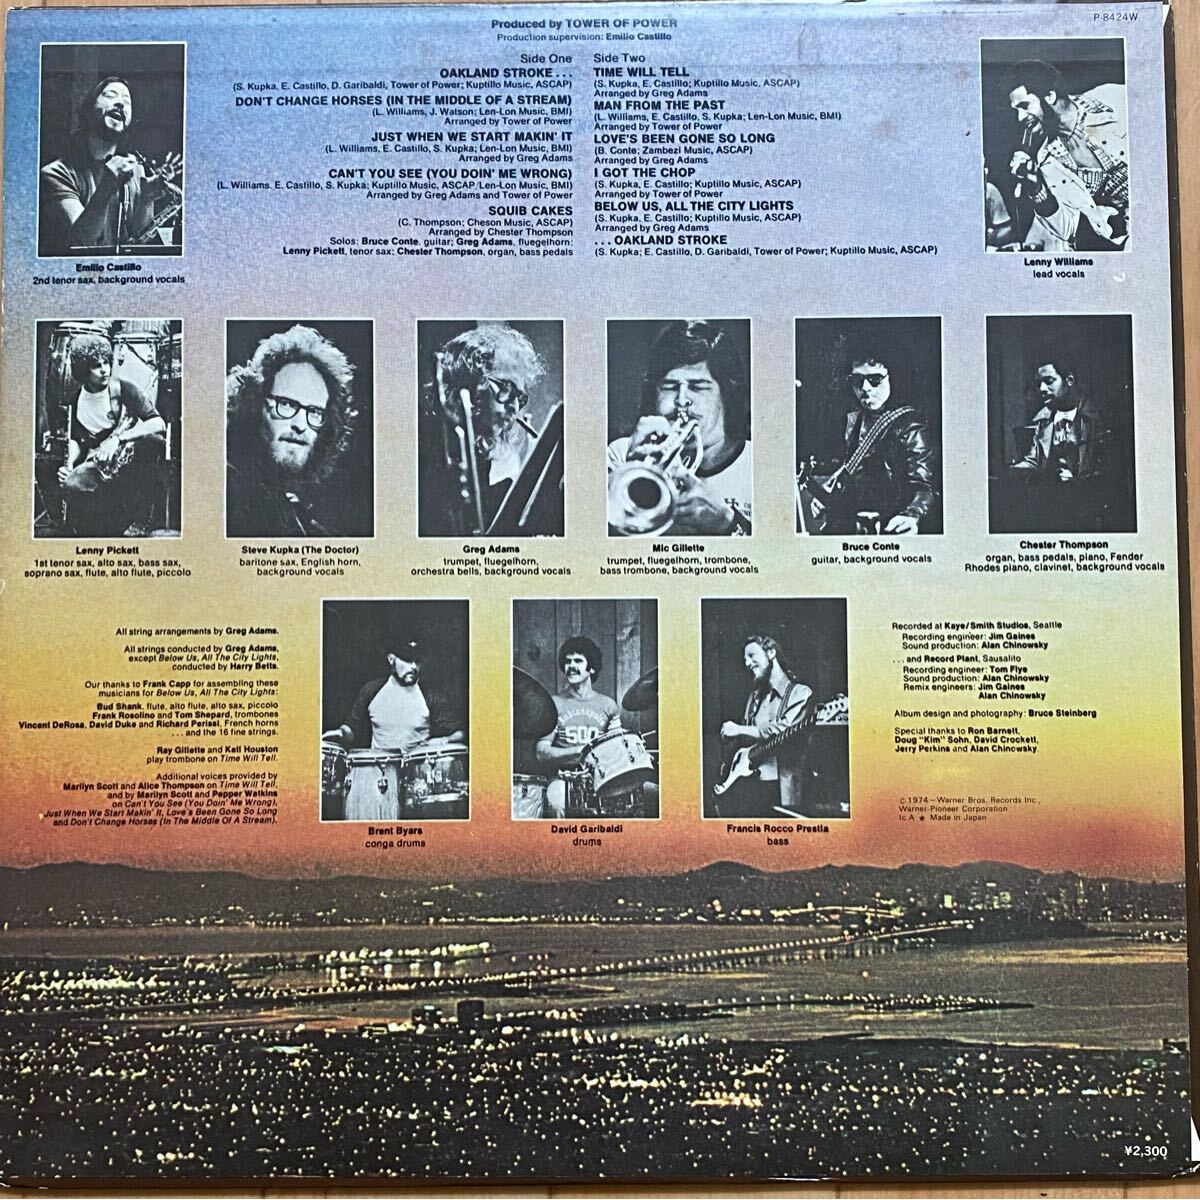 Produced by TOWER OF POWER
Production supervision: Emilio Castillo
P-8424W
Side One
OAKLAND STROKE . . .
(S. Kupka, E. Castillo, D. Garibaldi, Tower of Power; Kuptillo Music, ASCAP)
DON'T CHANGE HORSES (IN THE MIDDLE OF A STREAM)
(L. Williams, J. Watson; Len-Lon Music, BMI)
Arranged by Tower of Power
JUST WHEN WE START MAKIN' IT
(L. Williams, E. Castillo, S. Kupka; Len-Lon Music, BMI)
Arranged by Greg Adams
CAN'T YOU SEE (YOU DOIN' ME WRONG)
(L. Williams. E. Castillo, S. Kupka; Kuptillo Music, ASCAP/Len-Lon Music, BMI)
Arranged by Greg Adams and Tower of Power
SQUIB CAKES
(C. Thompson; Cheson Music, ASCAP)
Arranged by Chester Thompson
Solos: Bruce Conte, guitar; Greg Adams, fluegelhorn;
Lenny Pickett, tenor sax; Chester Thompson, organ, bass pedals
Side Two
TIME WILL TELL
(S. Kupka, E. Castillo; Kuptillo Music, ASCAP)
Arranged by Greg Adams
MAN FROM THE PAST
(L. Williams, E. Castillo, S. Kupka; Len-Lon Music, BMI)
Arranged by Tower of Power
LOVE'S BEEN GONE SO LONG
(B. Conte; Zambezi Music, ASCAP)
Arranged by Greg Adams
I GOT THE CHOP
(S. Kupka, E. Castillo; Kuptillo Music, ASCAP)
Arranged by Tower of Power
BELOW US, ALL THE CITY LIGHTS
(S. Kupka, E. Castillo; Kuptillo Music, ASCAP)
Arranged by Greg Adams
. . . OAKLAND STROKE
(S. Kupka; E. Castillo, D. Garibaldi, Tower of Power; Kuptillo Music, ASCAP)
Emilio Castillo
2nd tenor sax, background vocals
Lenny Williams
lead vocals
Lenny Pickett
1st tenor sax, alto sax, bass sax,
soprano sax, flute, alto flute, piccolo
Steve Kupka (The Doctor)
baritone sax, English horn,
background vocals
Greg Adams
trumpet, fluegelhorn,
orchestra bells, background vocals
Mic Gillette
trumpet, fluegelhorn, trombone,
bass trombone, background vocals
Bruce Conte
guitar, background vocals
Chester Thompson
organ, bass pedals, piano, Fender
Rhodes piano, clavinet, background vocals
All string arrangements by Greg Adams.
All strings conducted by Greg Adams,
except Below Us, All The City Lights,
conducted by Harry Betts.
Our thanks to Frank Capp for assembling these
musicians for Below Us, All The City Lights:
Bud Shank, flute, alto flute, alto sax, piccolo
Frank Rosolino and Tom Shepard, trombones
Vincent DeRosa, David Duke and Richard Perissi, French horns
. . . and the 16 fine strings.
Ray Gillette and Kell Houston
play trombone on Time Will Tell.
Additional voices provided by
Marilyn Scott and Alice Thompson on Time Will Tell,
and by Marilyn Scott and Pepper Watkins
on Can't You See (You Doin' Me Wrong),
Just When We Start Makin' It, Love's Been Gone So Long
and Don't Change Horses (In The Middle Of A Stream).
500
Brent Byars
conga drums
David Garibaldi
drums
Francis Rocco Prestia
bass
Recorded at Kaye/Smith Studios, Seattle
Recording engineer: Jim Gaines
Sound production: Alan Chinowsky
. . . and Record Plant, Sausalito
Recording engineer: Tom Flye
Sound production: Alan Chinowsky
Remix engineers: Jim Gaines
Alan Chinowsky
Album design and photography: Bruce Steinberg
Special thanks to Ron Barnett,
Doug "Kim" Sohn, David Crockett,
Jerry Perkins and Alan Chinowsky.
© 1974 – Warner Bros. Records Inc.,
Warner-Pioneer Corporation
Ic A ★ Made in Japan
¥2,300